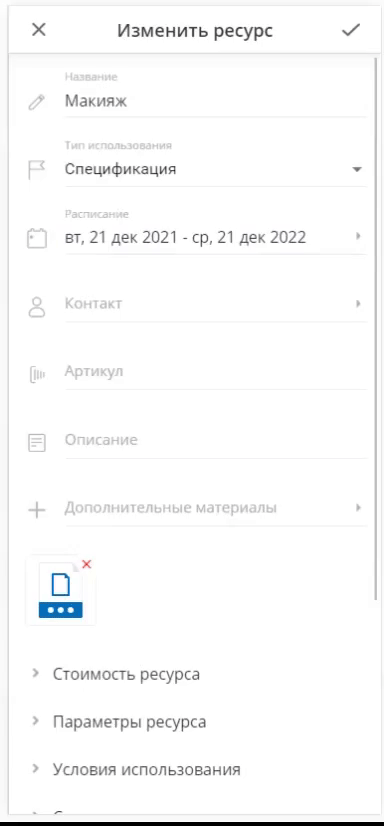 Изменить ресурс
Название
Макияж
Тип использования
Спецификация
Расписание
вт, 21 дек 2021 - ср, 21 дек 2022
Контакт
Артикул
Описание
Дополнительные материалы
Стоимость ресурса
Параметры ресурса
Условия использования